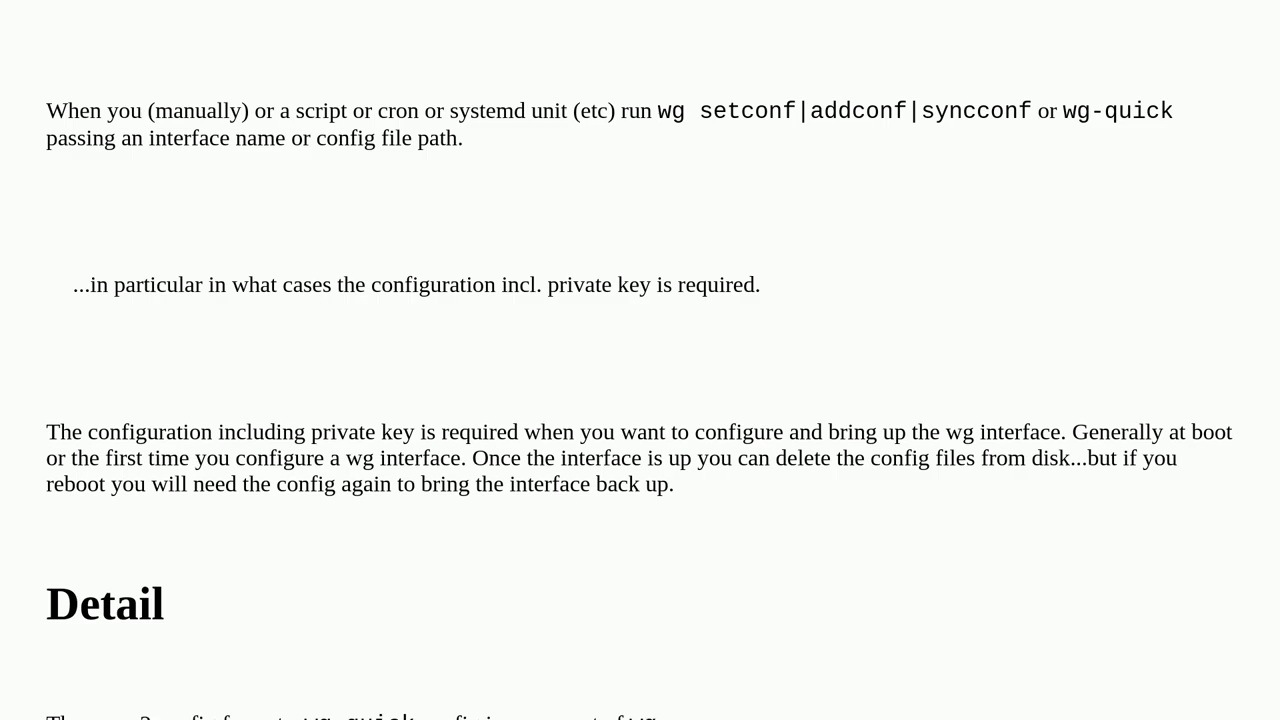 When you (manually) or a script or cron or systemd unit (etc) run wg setconf|addconf|syncconf or wg-quick
passing an interface name or config file path.
...in particular in what cases the configuration incl. private key is required.
The configuration including private key is required when you want to configure and bring up the wg interface. Generally at boot
or the first time you configure a wg interface. Once the interface is up you can delete the config files from disk...but if you
reboot you will need the config again to bring the interface back up.
Detail